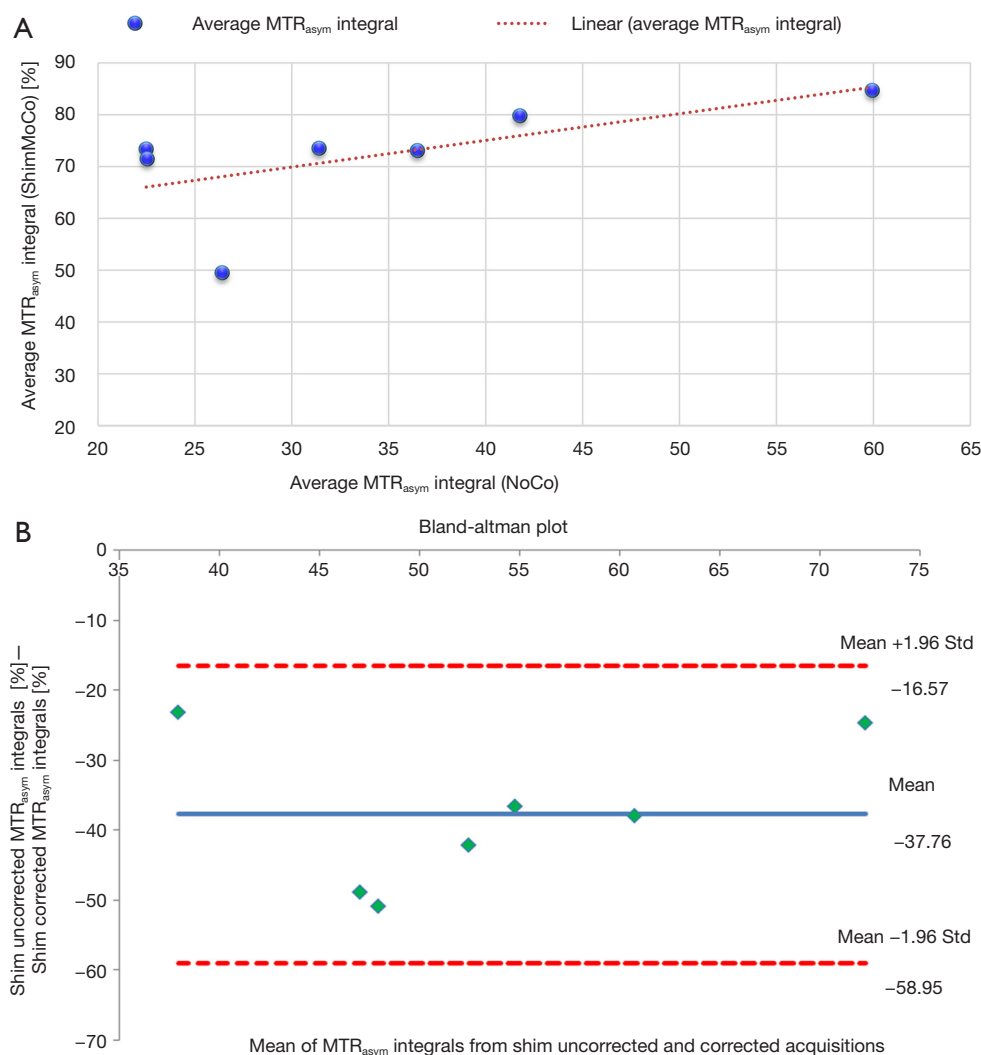 A
Average MTRasym integral
Linear (average MTRasym integral)
Average MTRasym integral (ShimMoCo) [%]
90
80
70
60
50
40
30
20
20 25 30 35 40 45 50 55 60 65
Average MTRasym integral (NoCo)
B
Bland-altman plot
Shim uncorrected MTRasym integrals [%]—
Shim corrected MTRasym integrals [%]
0
35 40 45 50 55 60 65 70 75
−10
−20
−30
−40
−50
−60
−70
Mean +1.96 Std
−16.57
Mean
−37.76
Mean −1.96 Std
−58.95
Mean of MTRasym integrals from shim uncorrected and corrected acquisitions